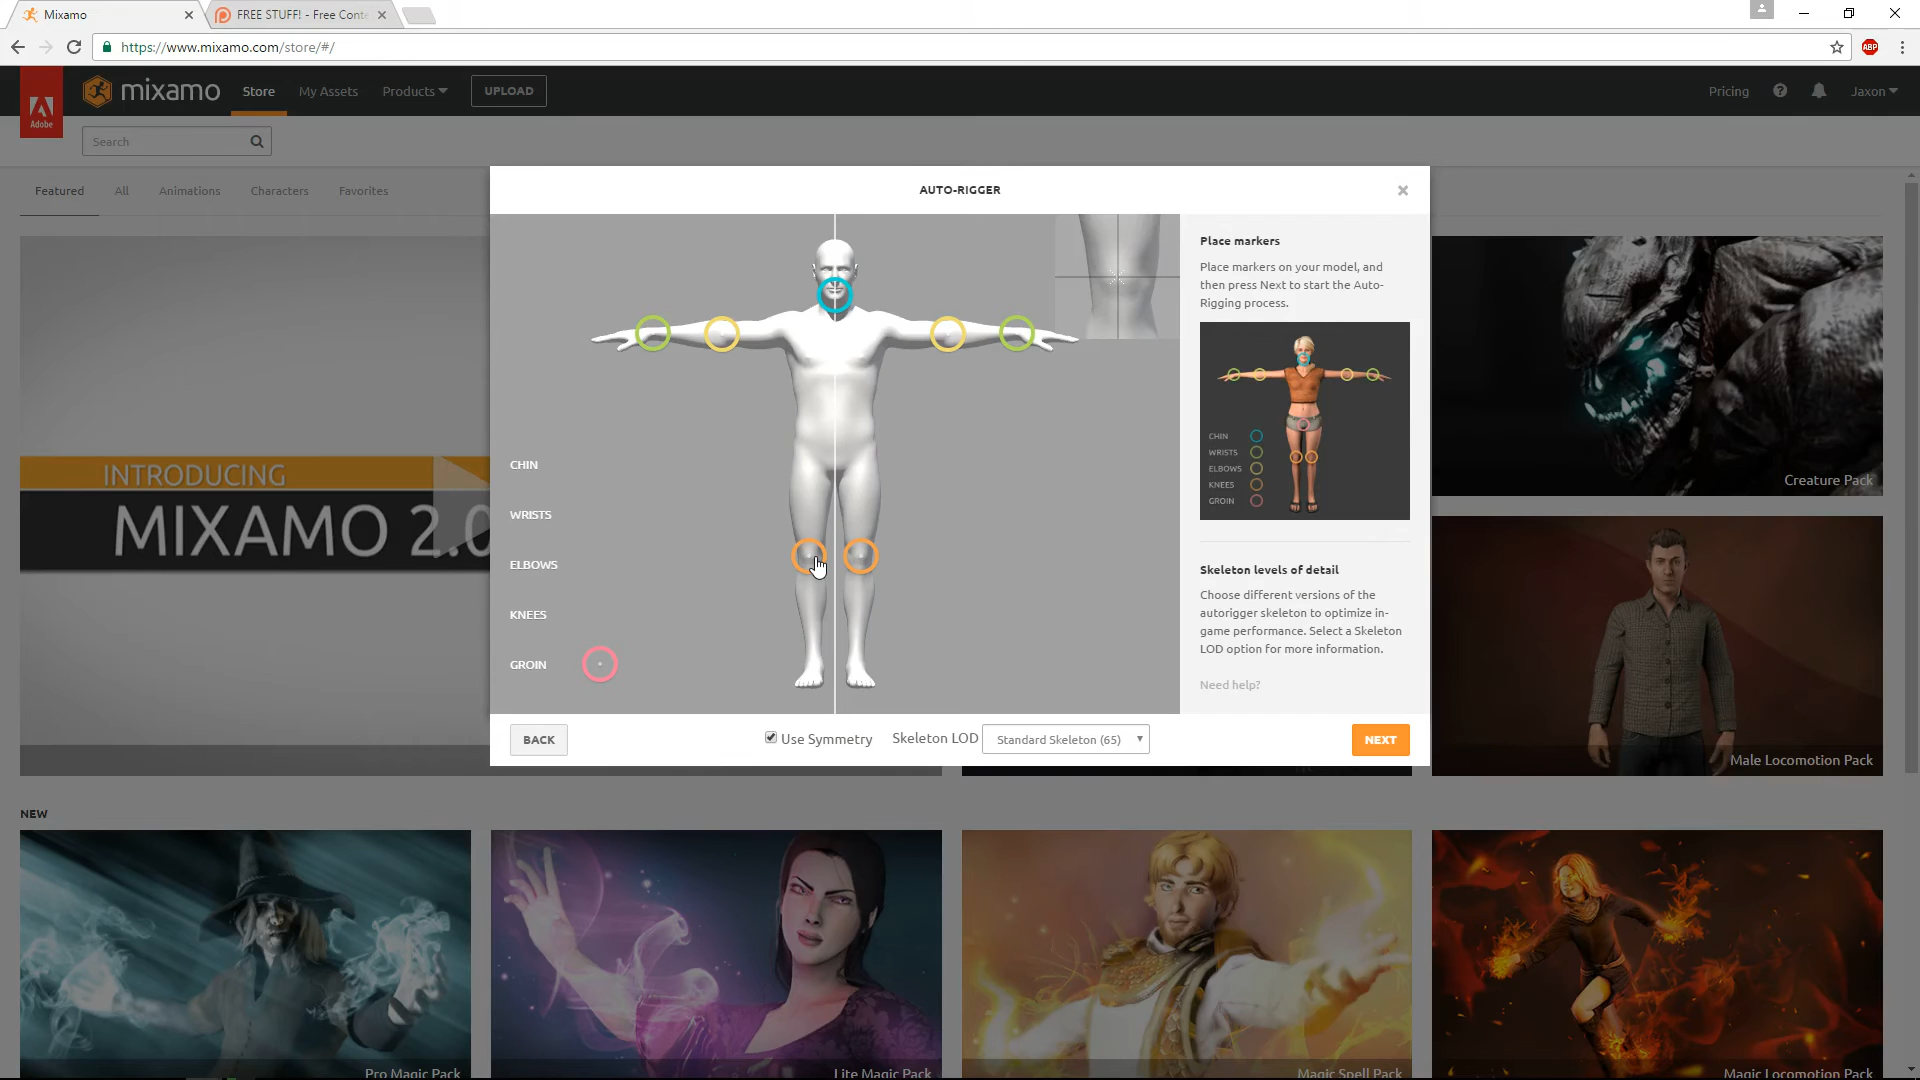 Mixamo
FREE STUFF! - Free Conte
https://www.mixamo.com/store/#/
ABP
Adobe
mixamo
Store
My Assets
Products
UPLOAD
Pricing
Jaxon
Search
Featured
All
Animations
Characters
Favorites
AUTO-RIGGER
CHIN
WRISTS
ELBOWS
KNEES
GROIN
Place markers
Place markers on your model, and
then press Next to start the Auto-
Rigging process.
CHIN
WRISTS
ELBOWS
KNEES
GROIN
Skeleton levels of detail
Choose different versions of the
autorigger skeleton to optimize in-
game performance. Select a Skeleton
LOD option for more information.
Need help?
BACK
Use Symmetry
Skeleton LOD
Standard Skeleton (65)
NEXT
INTRODUCING
MIXAMO 2.0
Creature Pack
Male Locomotion Pack
NEW
Pro Magic Pack
Lite Magic Pack
Magic Spell Pack
Magic Locomotion Pack